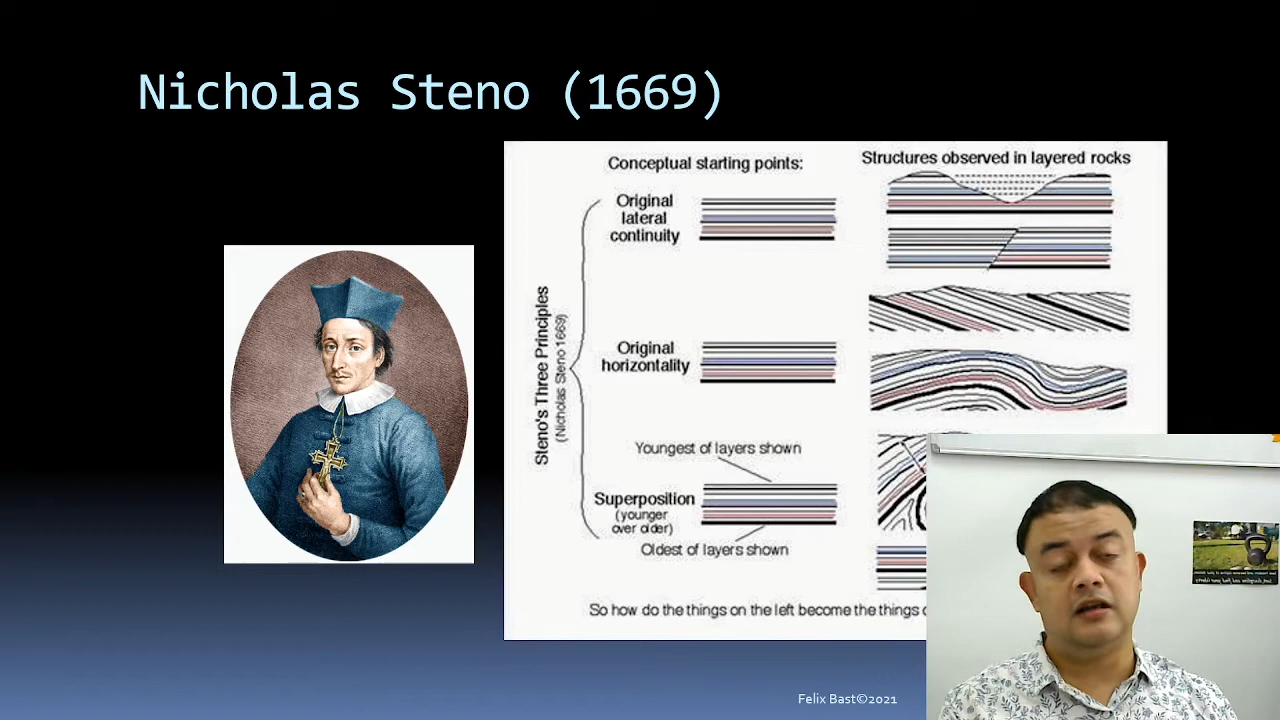 Nicholas Steno (1669)
Conceptual starting points:
Structures observed in layered rocks
Original
lateral
continuity
Steno's Three Principles
(Nicholas Steno 1669)
Original
horizontality
Youngest of layers shown
Superposition
(younger
over older)
Oldest of layers shown
So how do the things on the left become the things
Felix Bast©2021